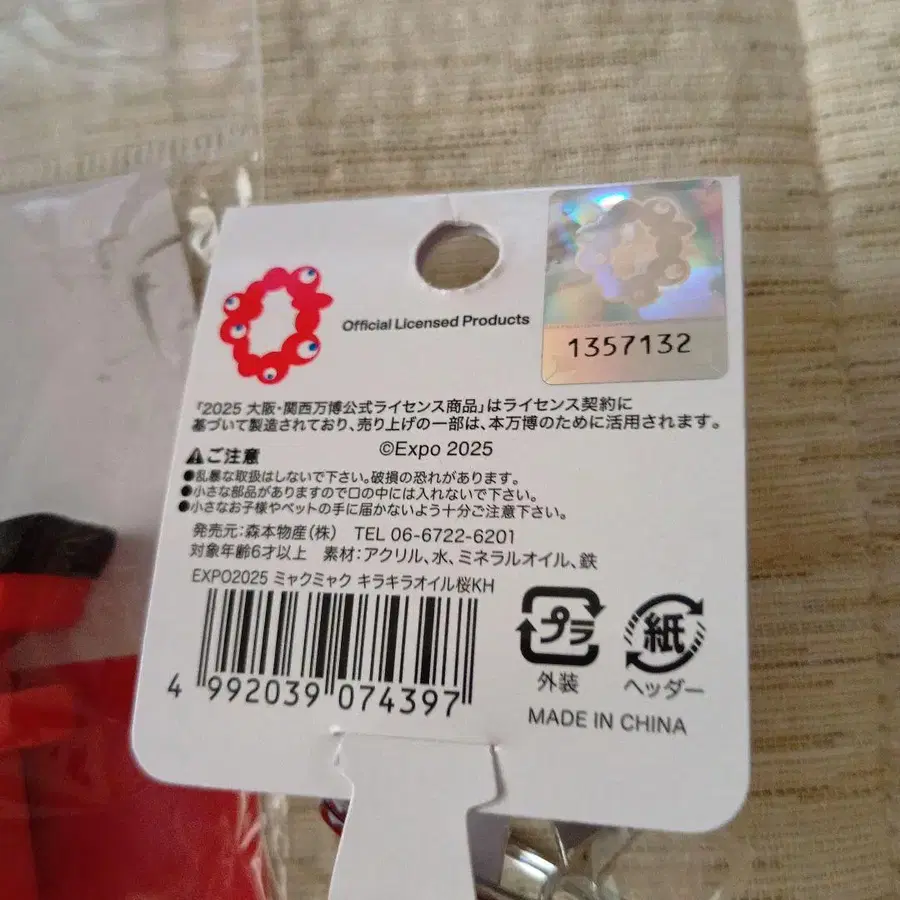 Official Licensed Products
1357132
「2025 大阪・関西万博公式ライセンス商品」はライセンス契約に
基づいて製造されており、売り上げの一部は、本万博のために活用されます。
©Expo 2025
ご注意
●乱暴な取扱はしないで下さい。破損の恐れがあります。
●小さな部品がありますので口の中には入れないで下さい。
●小さなお子様やペットの手に届かないよう十分ご注意下さい。
発売元:森本物産(株) TEL 06-6722-6201
対象年齢6才以上 素材:アクリル、水、ミネラルオイル、鉄
EXPO2025 ミャクミャク キラキラオイル桜KH
4 992039 074397
プラ
外装
紙
ヘッダー
MADE IN CHINA